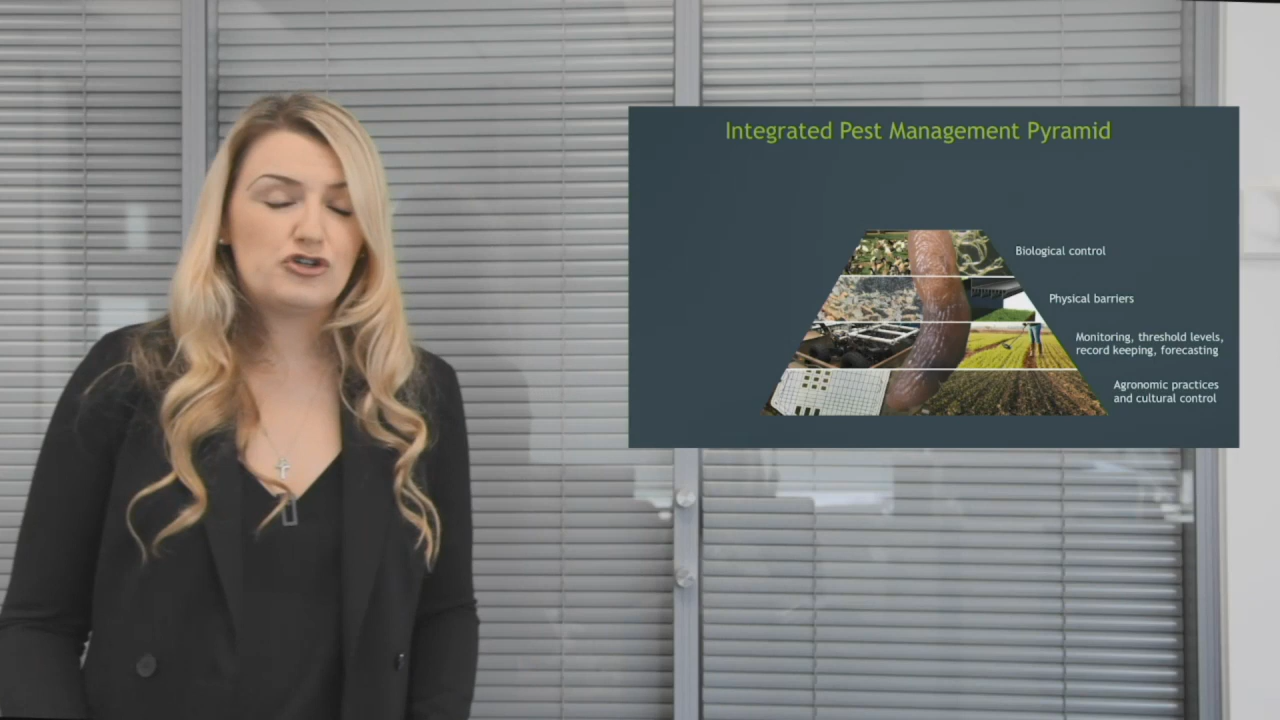 Integrated Pest Management Pyramid
Biological control
Physical barriers
Monitoring, threshold levels,
record keeping, forecasting
Agronomic practices
and cultural control